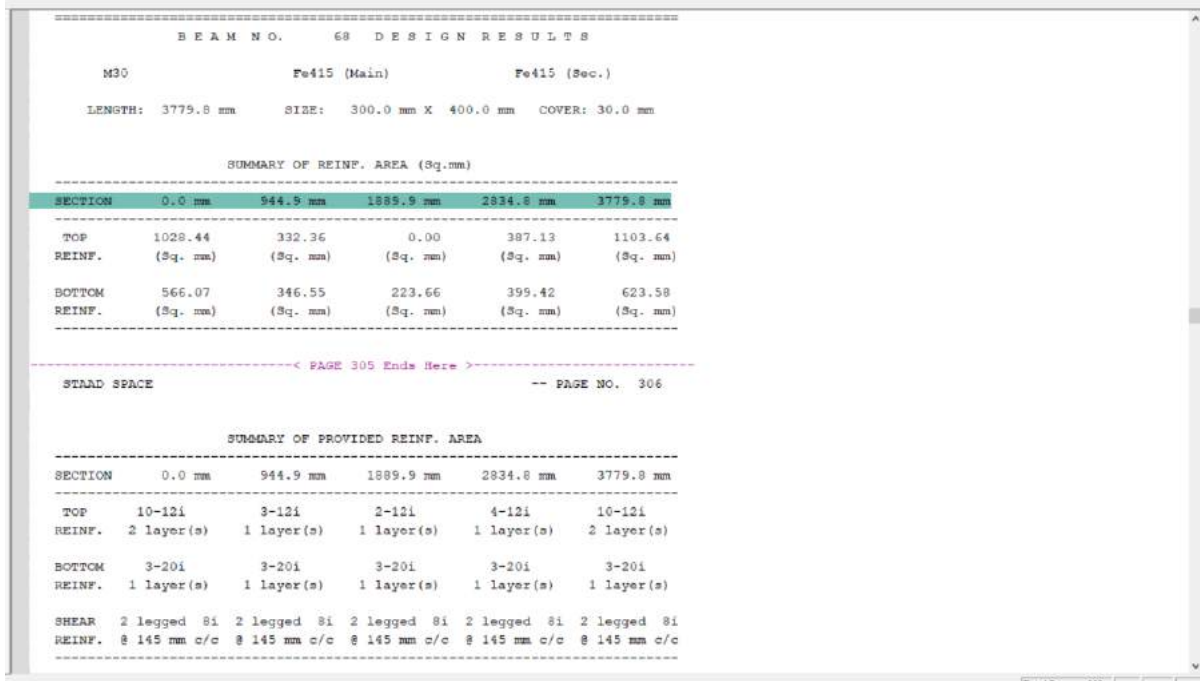 BEAM NO. 68 DESIGN RESULTS
M30 Fe415 (Main) Fe415 (Sec.)
LENGTH: 3779.8 mm SIZE: 300.0 mm X 400.0 mm COVER: 30.0 mm
SUMMARY OF REINF. AREA (Sq.mm)
SECTION 0.0 mm 944.9 mm 1889.9 mm 2834.8 mm 3779.8 mm
TOP 1028.44 332.36 0.00 387.13 1103.64
REINF. (Sq. mm) (Sq. mm) (Sq. mm) (Sq. mm) (Sq. mm)
BOTTOM 566.07 346.55 223.66 399.42 623.58
REINF. (Sq. mm) (Sq. mm) (Sq. mm) (Sq. mm) (Sq. mm)
< PAGE 305 Ends Here >
STAAD SPACE -- PAGE NO. 306
SUMMARY OF PROVIDED REINF. AREA
SECTION 0.0 mm 944.9 mm 1889.9 mm 2834.8 mm 3779.8 mm
TOP 10-12i 3-12i 2-12i 4-12i 10-12i
REINF. 2 layer(s) 1 layer(s) 1 layer(s) 1 layer(s) 2 layer(s)
BOTTOM 3-20i 3-20i 3-20i 3-20i 3-20i
REINF. 1 layer(s) 1 layer(s) 1 layer(s) 1 layer(s) 1 layer(s)
SHEAR 2 legged 8i 2 legged 8i 2 legged 8i 2 legged 8i 2 legged 8i
REINF. @ 145 mm c/c @ 145 mm c/c @ 145 mm c/c @ 145 mm c/c @ 145 mm c/c